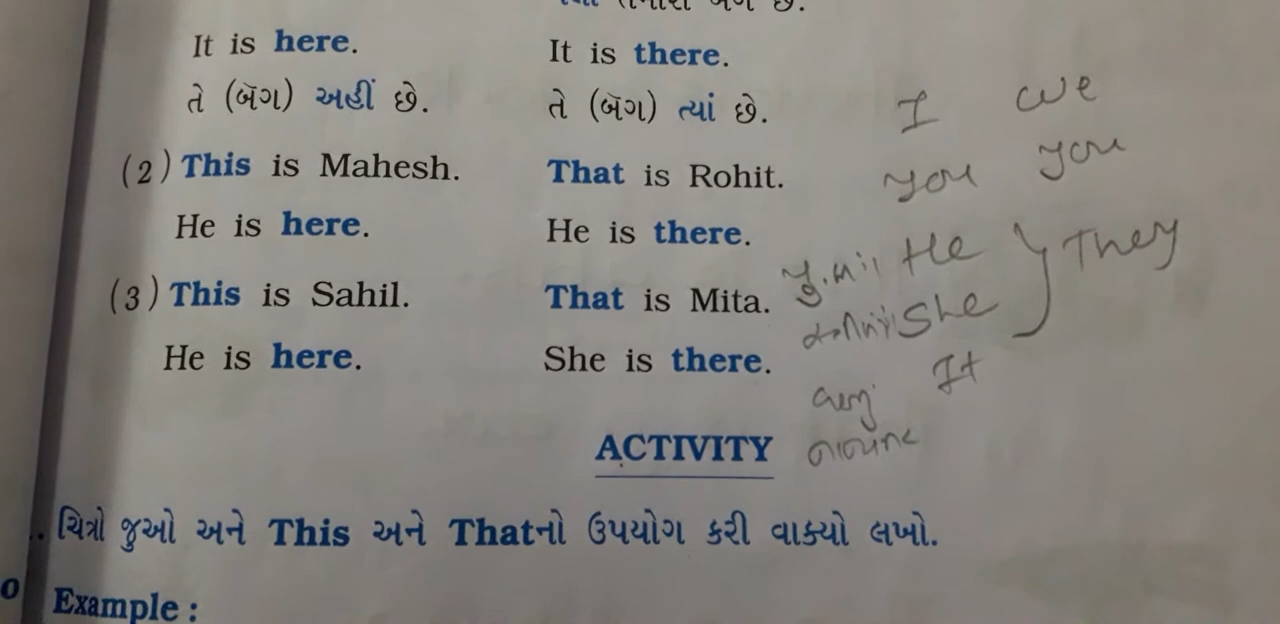 તમારી બૅગ છે.
It is here. It is there.
તે (બૅગ) અહીં છે. તે (બૅગ) ત્યાં છે.
I we
you you
(2) This is Mahesh. That is Rohit.
He is here. He is there.
He } They
(3) This is Sahil. That is Mita.
She
He is here. She is there.
It
ACTIVITY
ચિત્રો જુઓ અને This અને Thatનો ઉપયોગ કરી વાક્યો લખો.
Example :